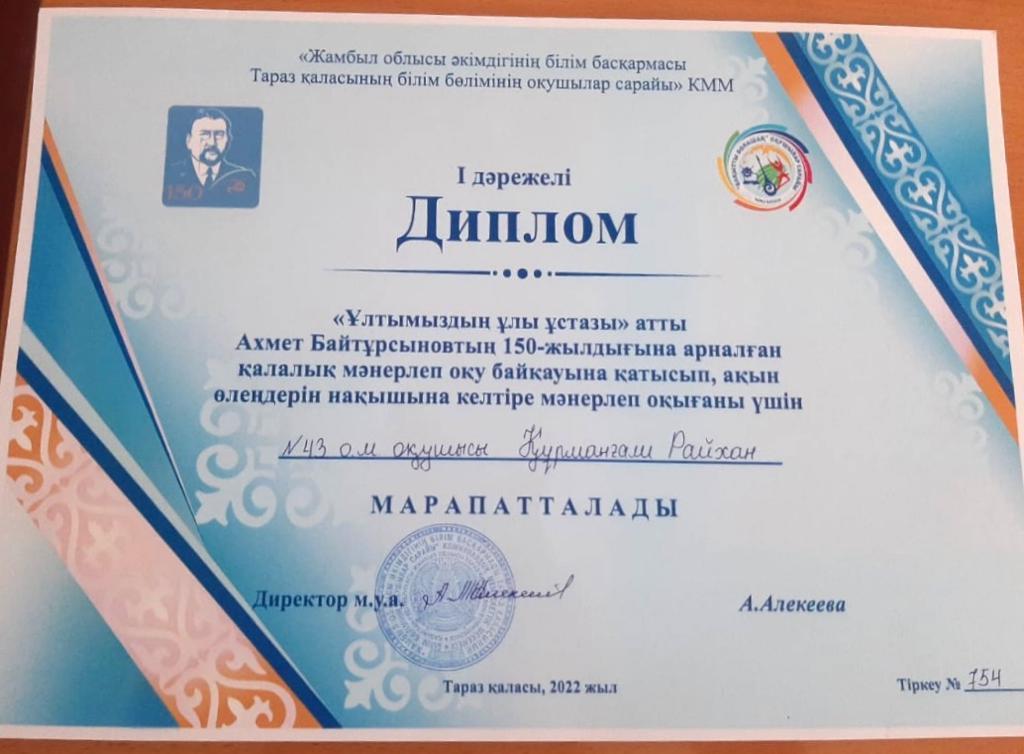 «Жамбыл облысы әкімдігінің білім басқармасы
Тараз қаласының білім бөлімінің оқушылар сарайы» КММ
150
І дәрежелі
Диплом
«Ұлтымыздың ұлы ұстазы» атты
Ахмет Байтұрсыновтың 150-жылдығына арналған
қалалық мәнерлеп оқу байқауына қатысып, ақын
өлеңдерін нақышына келтіре мәнерлеп оқығаны үшін
№43 о.м оқушысы Құрманғали Райхан
МАРАПАТТАЛАДЫ
Директор м.у.а.
А.Алекеева
Тараз қаласы, 2022 жыл
Тіркеу № 754